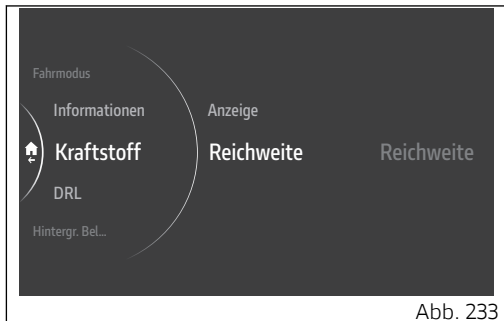 Fahrmodus
Informationen Anzeige
Kraftstoff Reichweite Reichweite
DRL
Hintergr. Bel...
Abb. 233